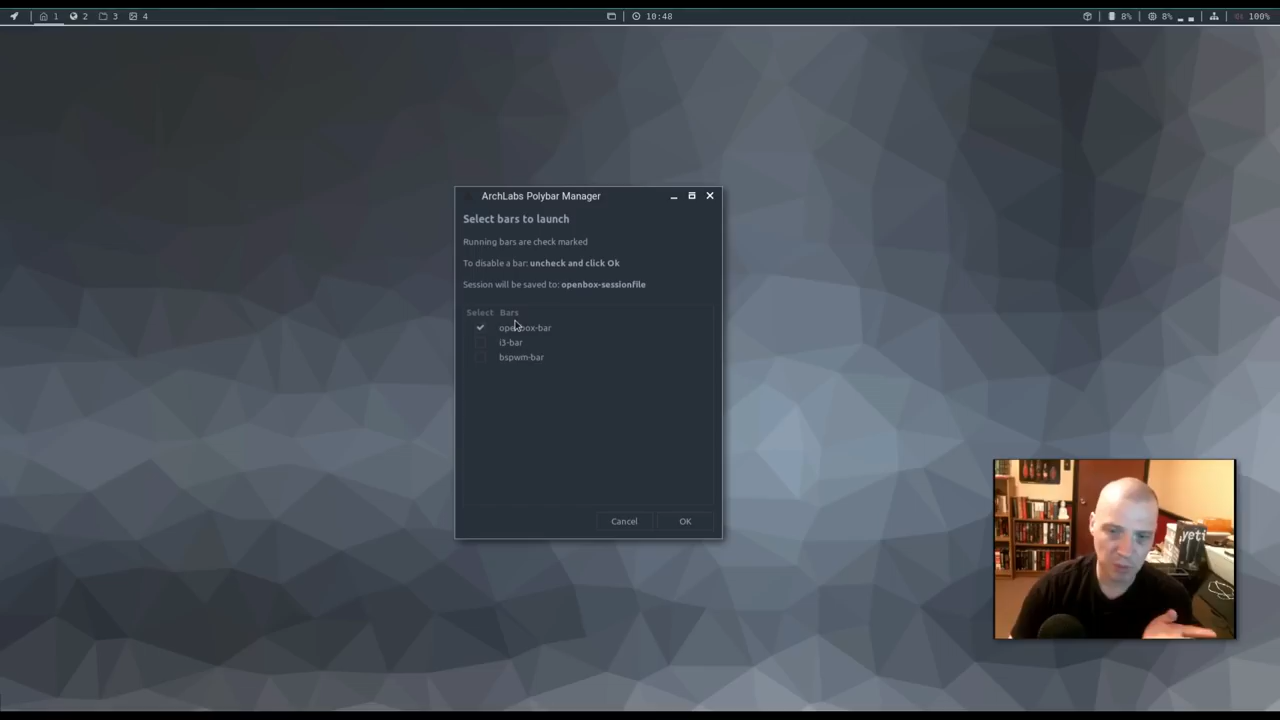 1 2 3 4 10:48 8% 8% 100%
ArchLabs Polybar Manager
Select bars to launch
Running bars are check marked
To disable a bar: uncheck and click Ok
Session will be saved to: openbox-sessionfile
Select Bars
openbox-bar
i3-bar
bspwm-bar
Cancel OK
yeti